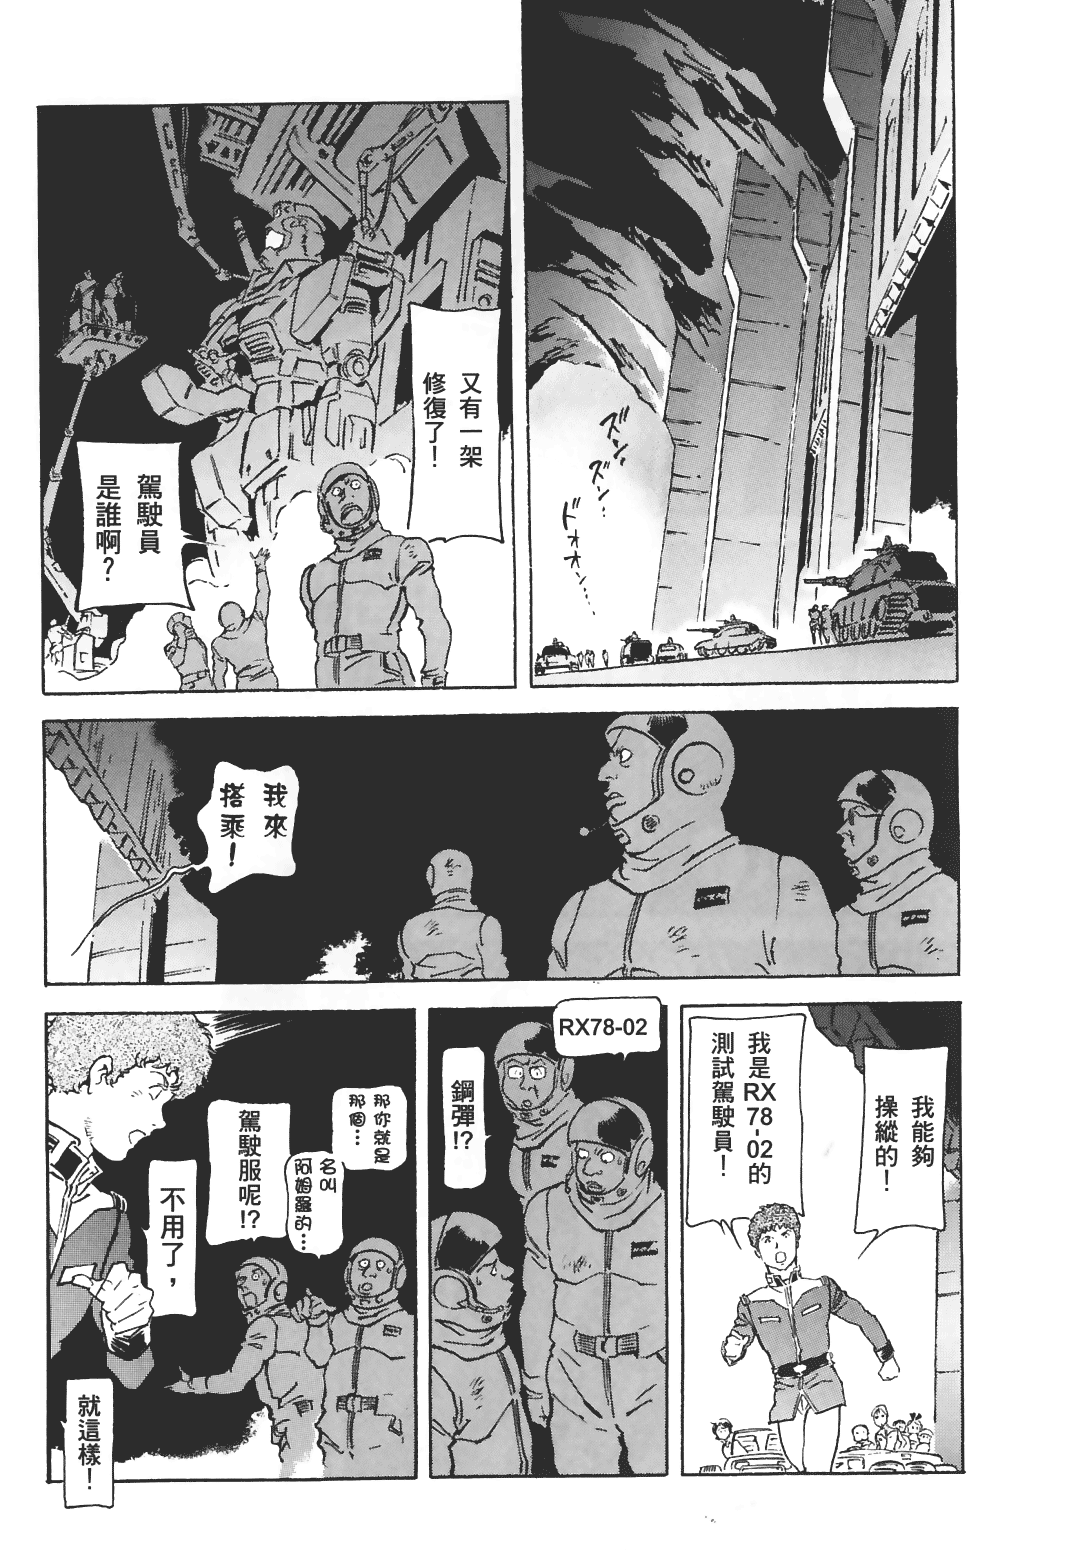 ズン…
ズン…
ドォオン…
又有一架
修復了！
駕駛員
是誰啊？
我來
搭乘！
我能夠
操縱的！
我是RX
78-02的
測試駕駛員！
RX78-02
鋼彈!?
那你就是
那個…
名叫
阿姆羅的…
駕駛服呢!?
不用了，
就這樣！